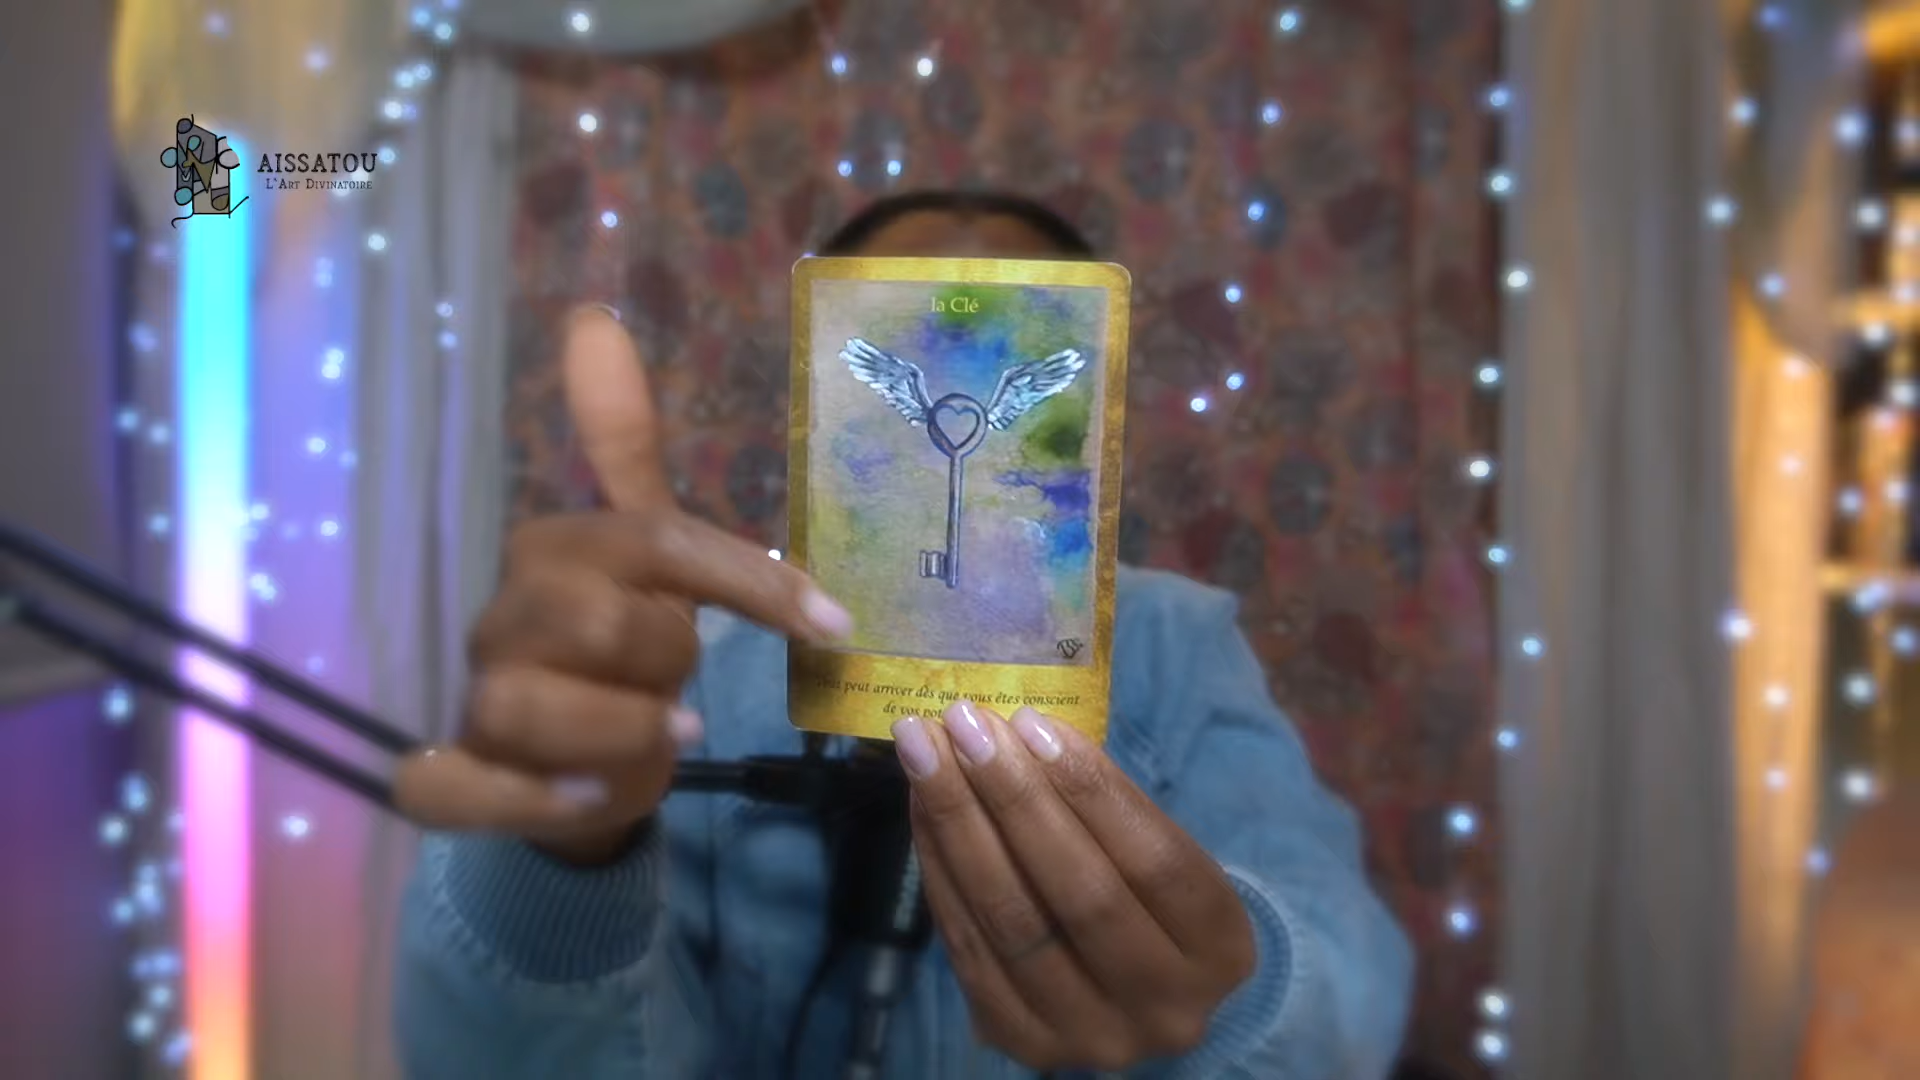 AISSATOU
L'Art Divinatoire
la Clé
peut arriver dès que vous êtes conscient
de vos